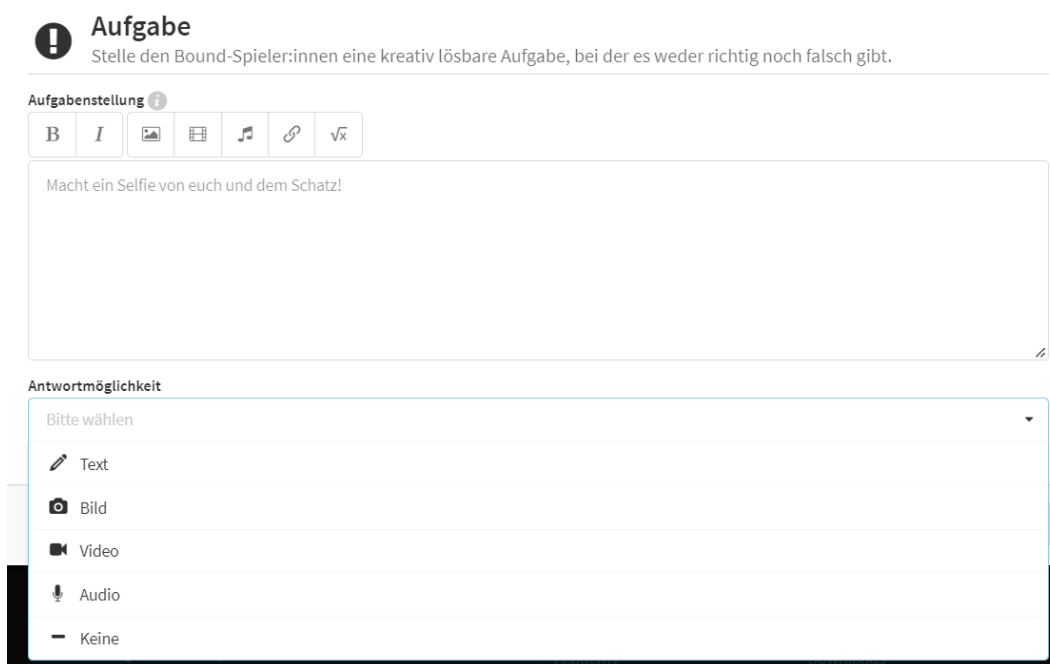 Aufgabe
Stelle den Bound-Spieler:innen eine kreativ lösbare Aufgabe, bei der es weder richtig noch falsch gibt.
Aufgabenstellung i
B I √x
Macht ein Selfie von euch und dem Schatz!
Antwortmöglichkeit
Bitte wählen
Text
Bild
Video
Audio
Keine